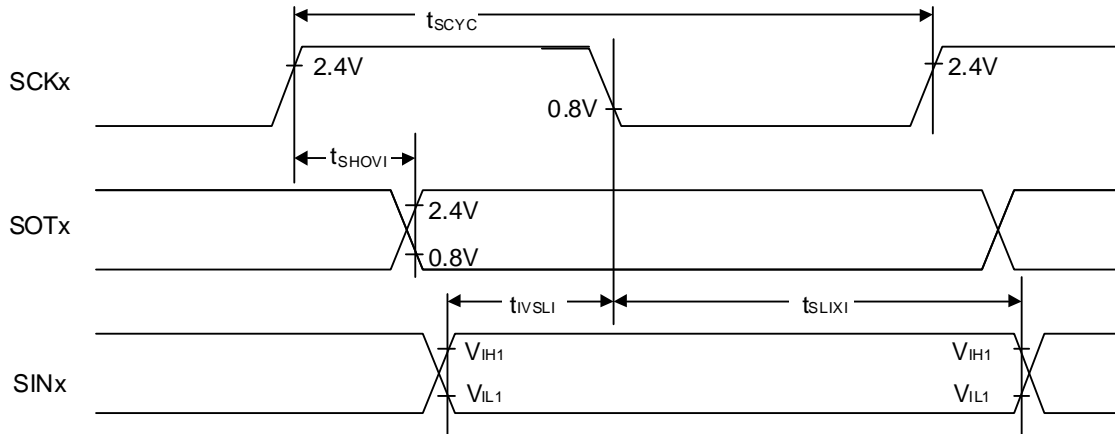 tSCYC
SCKx
2.4V
2.4V
0.8V
tSHOVI
SOTx
2.4V
0.8V
tIVSLI
tSLIXI
SINx
VIH1
VIH1
VIL1
VIL1